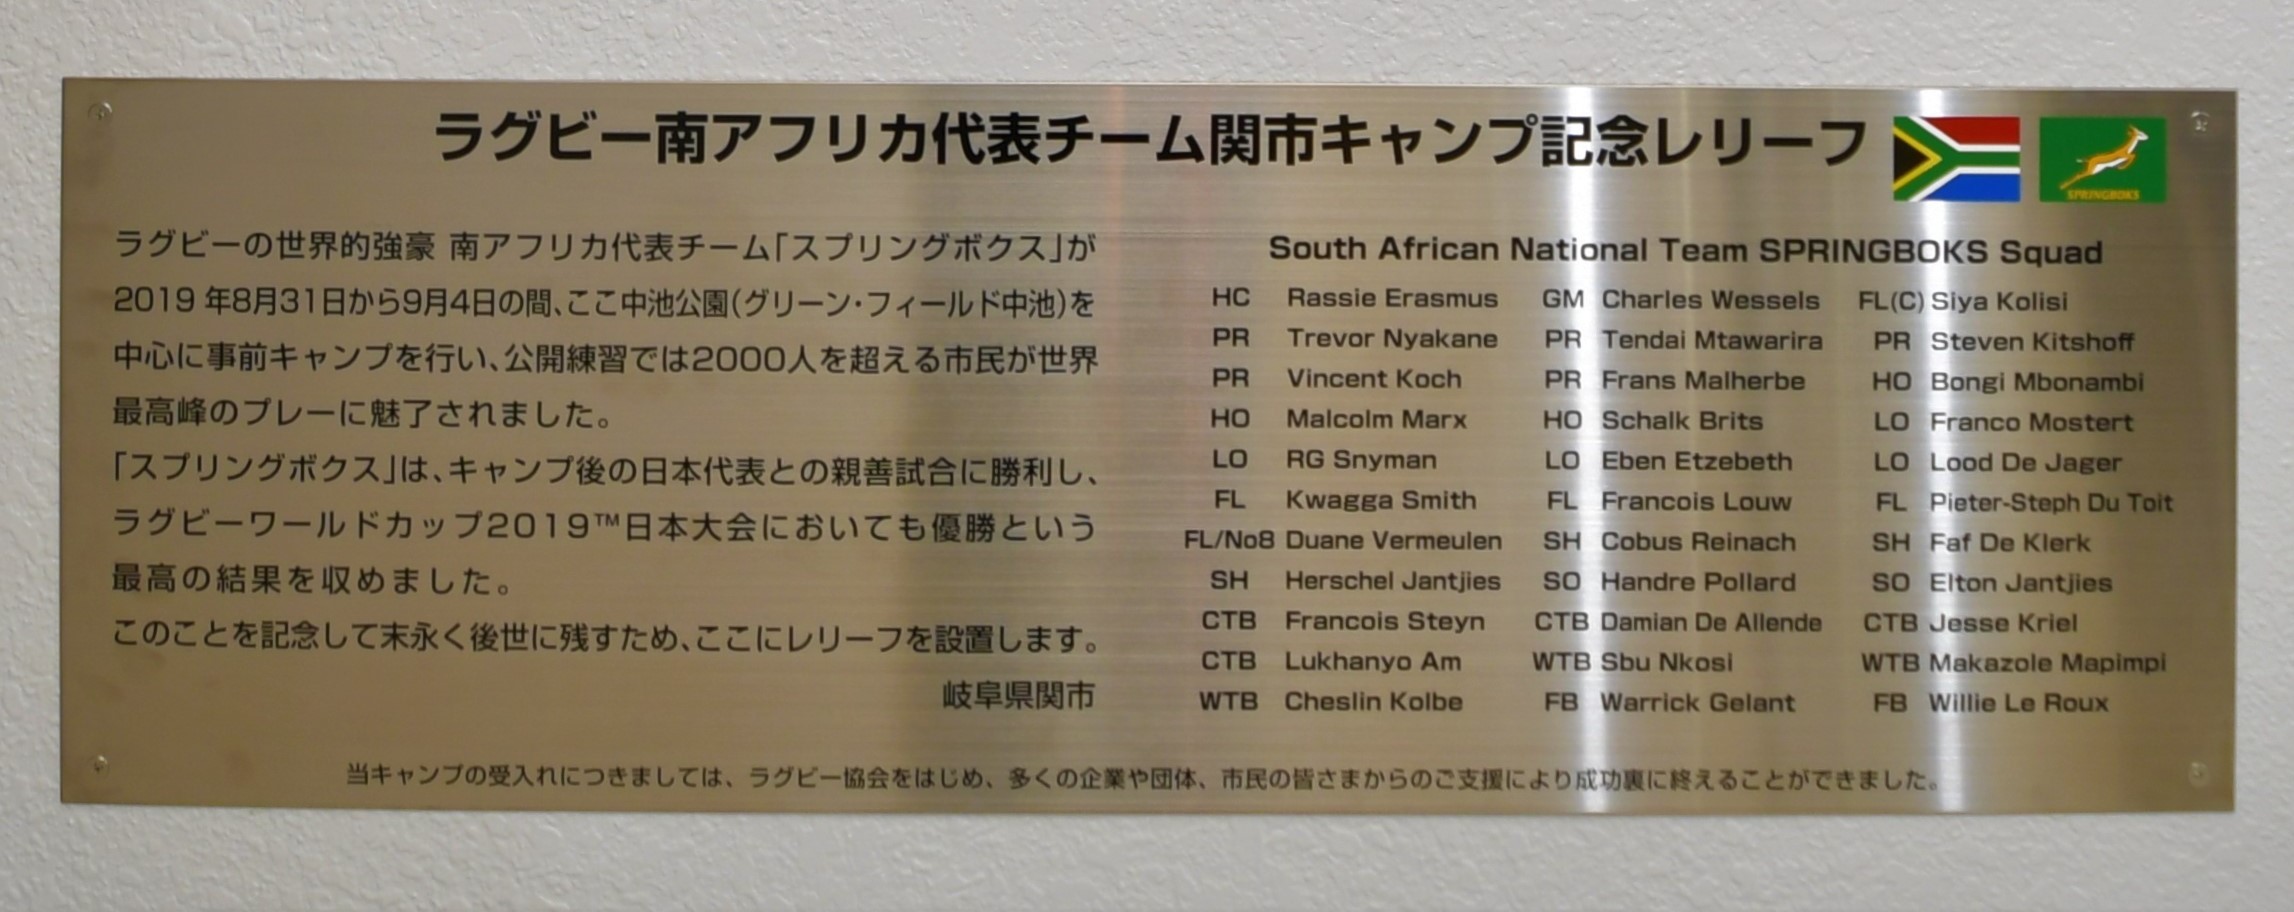 ラグビー南アフリカ代表チーム関市キャンプ記念レリーフ
SPRINGBOKS
ラグビーの世界的強豪 南アフリカ代表チーム「スプリングボクス」が
2019年8月31日から9月4日の間、ここ中池公園(グリーン・フィールド中池)を
中心に事前キャンプを行い、公開練習では2000人を超える市民が世界
最高峰のプレーに魅了されました。
「スプリングボクス」は、キャンプ後の日本代表との親善試合に勝利し、
ラグビーワールドカップ2019™日本大会においても優勝という
最高の結果を収めました。
このことを記念して末永く後世に残すため、ここにレリーフを設置します。
岐阜県関市
South African National Team SPRINGBOKS Squad
HC Rassie Erasmus GM Charles Wessels FL(C) Siya Kolisi
PR Trevor Nyakane PR Tendai Mtawarira PR Steven Kitshoff
PR Vincent Koch PR Frans Malherbe HO Bongi Mbonambi
HO Malcolm Marx HO Schalk Brits LO Franco Mostert
LO RG Snyman LO Eben Etzebeth LO Lood De Jager
FL Kwagga Smith FL Francois Louw FL Pieter-Steph Du Toit
FL/No8 Duane Vermeulen SH Cobus Reinach SH Faf De Klerk
SH Herschel Jantjies SO Handre Pollard SO Elton Jantjies
CTB Francois Steyn CTB Damian De Allende CTB Jesse Kriel
CTB Lukhanyo Am WTB Sbu Nkosi WTB Makazole Mapimpi
WTB Cheslin Kolbe FB Warrick Gelant FB Willie Le Roux
当キャンプの受入れにつきましては、ラグビー協会をはじめ、多くの企業や団体、市民の皆さまからのご支援により成功裏に終えることができました。